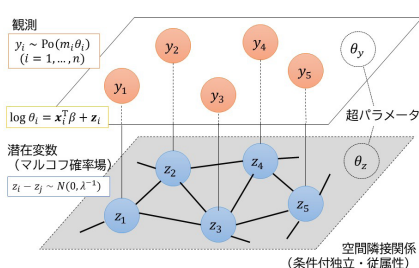 観測
y_i ~ Po(m_iθ_i)
(i = 1, ..., n)
y_1
y_2
y_3
y_4
y_5
θ_y
log θ_i = x_i^T β + z_i
超パラメータ
潜在変数
(マルコフ確率場)
z_i − z_j ~ N(0, λ^{-1})
z_1
z_2
z_3
z_4
z_5
θ_z
空間隣接関係
(条件付独立・従属性)